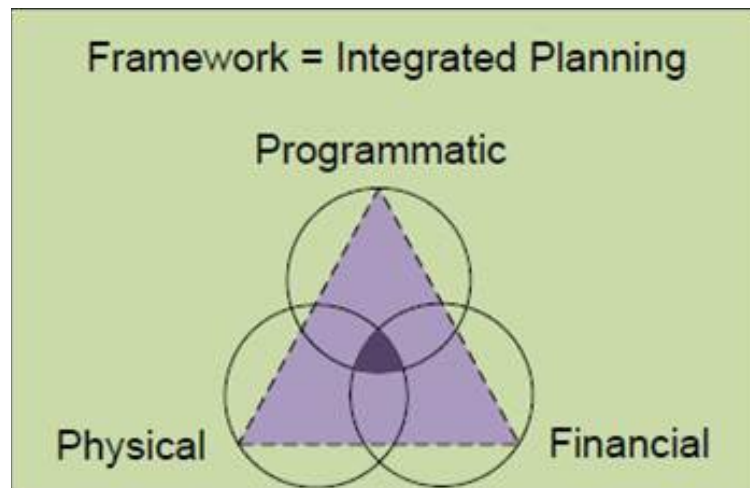 Framework = Integrated Planning
Programmatic
Physical
Financial